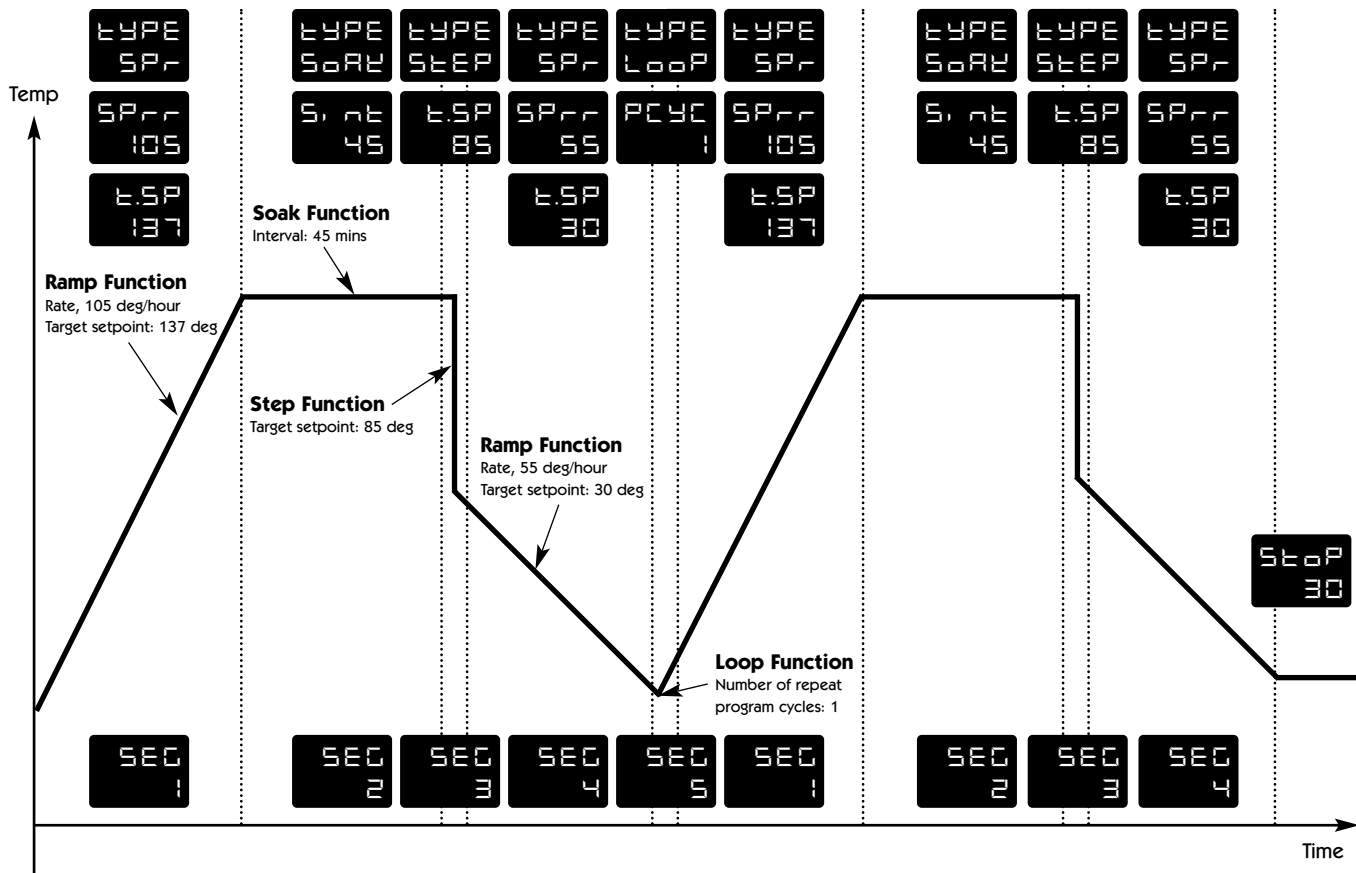 tYPE
SPr
tYPE
SoAK
tYPE
StEP
tYPE
SPr
tYPE
LooP
tYPE
SPr
tYPE
SoAK
tYPE
StEP
tYPE
SPr
Temp
SPrr
105
S, nt
45
t.SP
85
SPrr
55
PCYC
1
SPrr
105
S, nt
45
t.SP
85
SPrr
55
t.SP
137
t.SP
30
t.SP
137
t.SP
30
Soak Function
Interval: 45 mins
Ramp Function
Rate, 105 deg/hour
Target setpoint: 137 deg
Step Function
Target setpoint: 85 deg
Ramp Function
Rate, 55 deg/hour
Target setpoint: 30 deg
StoP
30
Loop Function
Number of repeat
program cycles: 1
SEG
1
SEG
2
SEG
3
SEG
4
SEG
5
SEG
1
SEG
2
SEG
3
SEG
4
Time